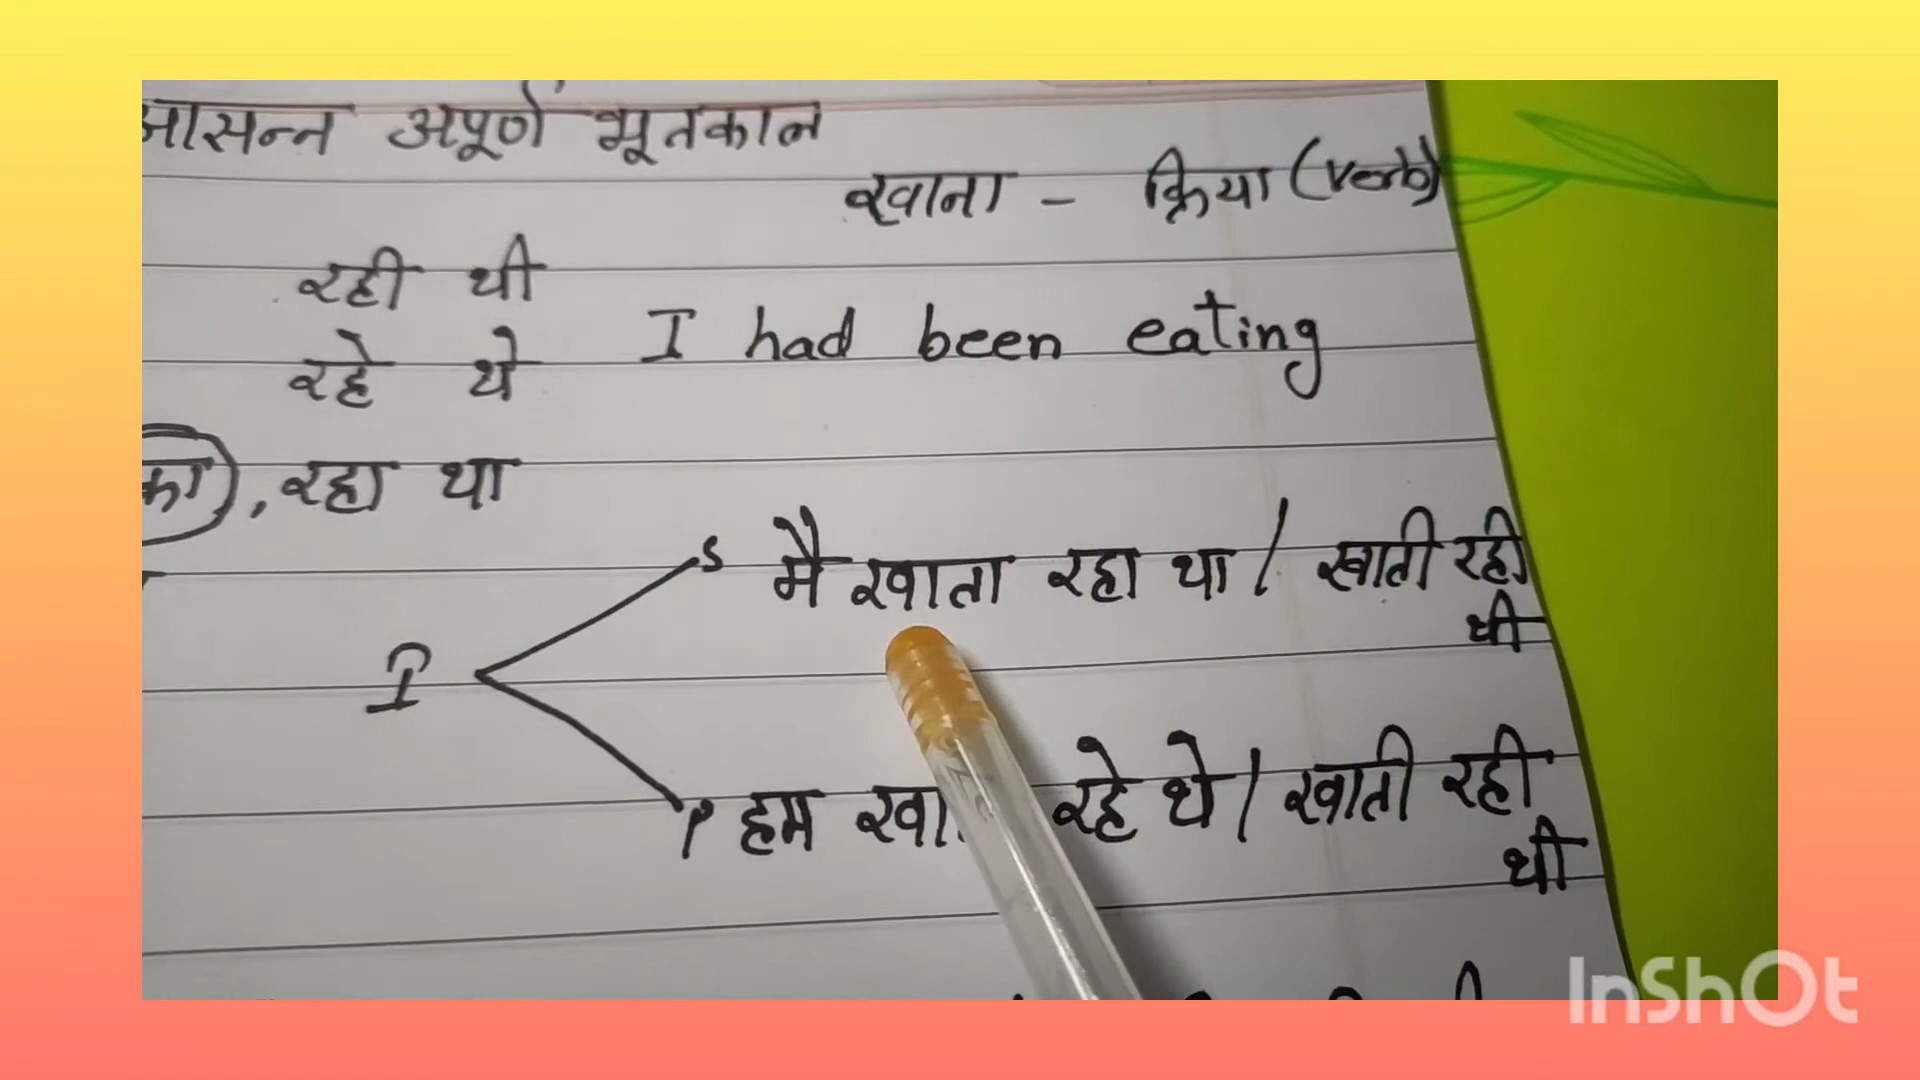 आसन्न अपूर्ण भूतकाल
खाना - क्रिया (Verb)
रही थी
रहे थे
I had been eating
का), रहा था
S मै खाता रहा था / खाती रही थी
I
P हम रहे थे / खाती रही थी
InShOt